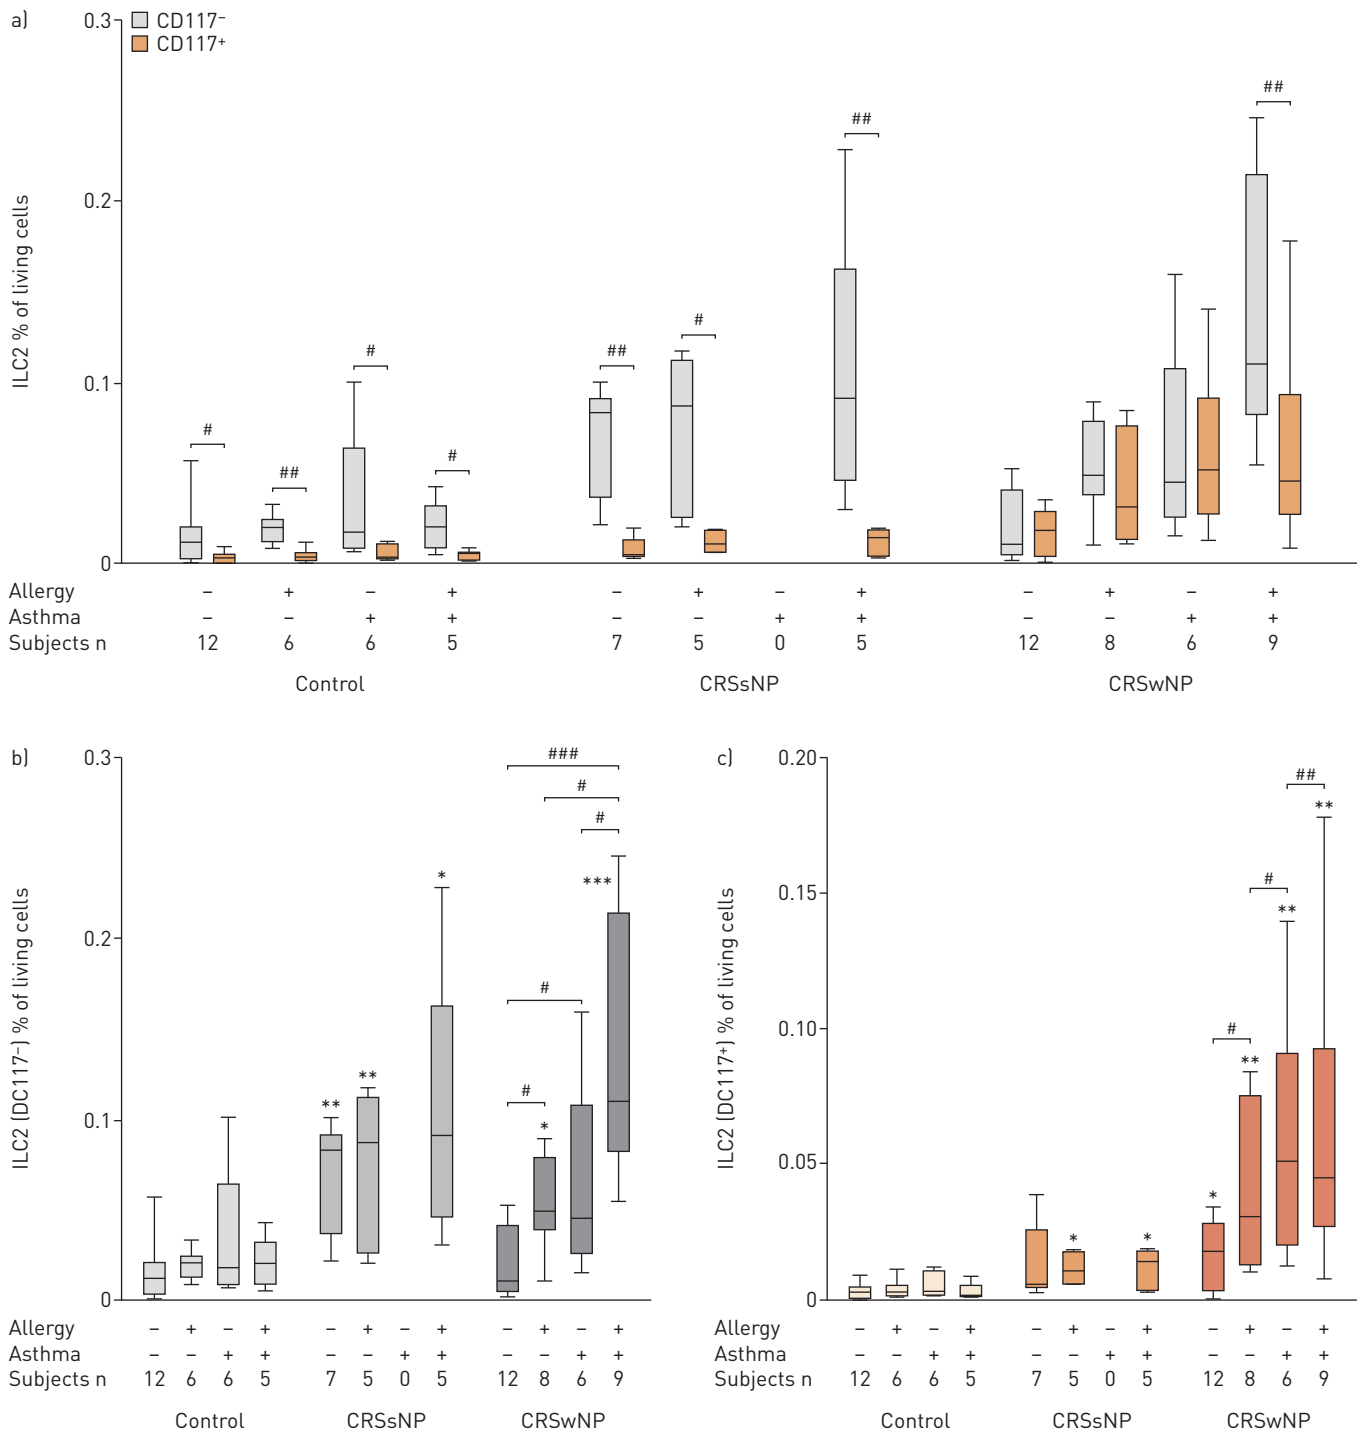 a)
0.3
CD117⁻
CD117⁺
##
##
0.2
#
##
#
0.1
#
##
#
#
0
ILC2 % of living cells
Allergy – + – + – + – + – + – +
Asthma – – + + – – + + – – + +
Subjects n 12 6 6 5 7 5 0 5 12 8 6 9
Control CRSsNP CRSwNP
b)
0.3
###
#
#
***
*
0.2
#
**
**
#
*
0.1
0
ILC2 (DC117⁻) % of living cells
Allergy – + – + – + – + – + – +
Asthma – – + + – – + + – – + +
Subjects n 12 6 6 5 7 5 0 5 12 8 6 9
Control CRSsNP CRSwNP
c)
0.20
##
**
0.15
#
**
0.10
#
**
0.05
*
*
*
0
ILC2 (DC117⁺) % of living cells
Allergy – + – + – + – + – + – +
Asthma – – + + – – + + – – + +
Subjects n 12 6 6 5 7 5 0 5 12 8 6 9
Control CRSsNP CRSwNP